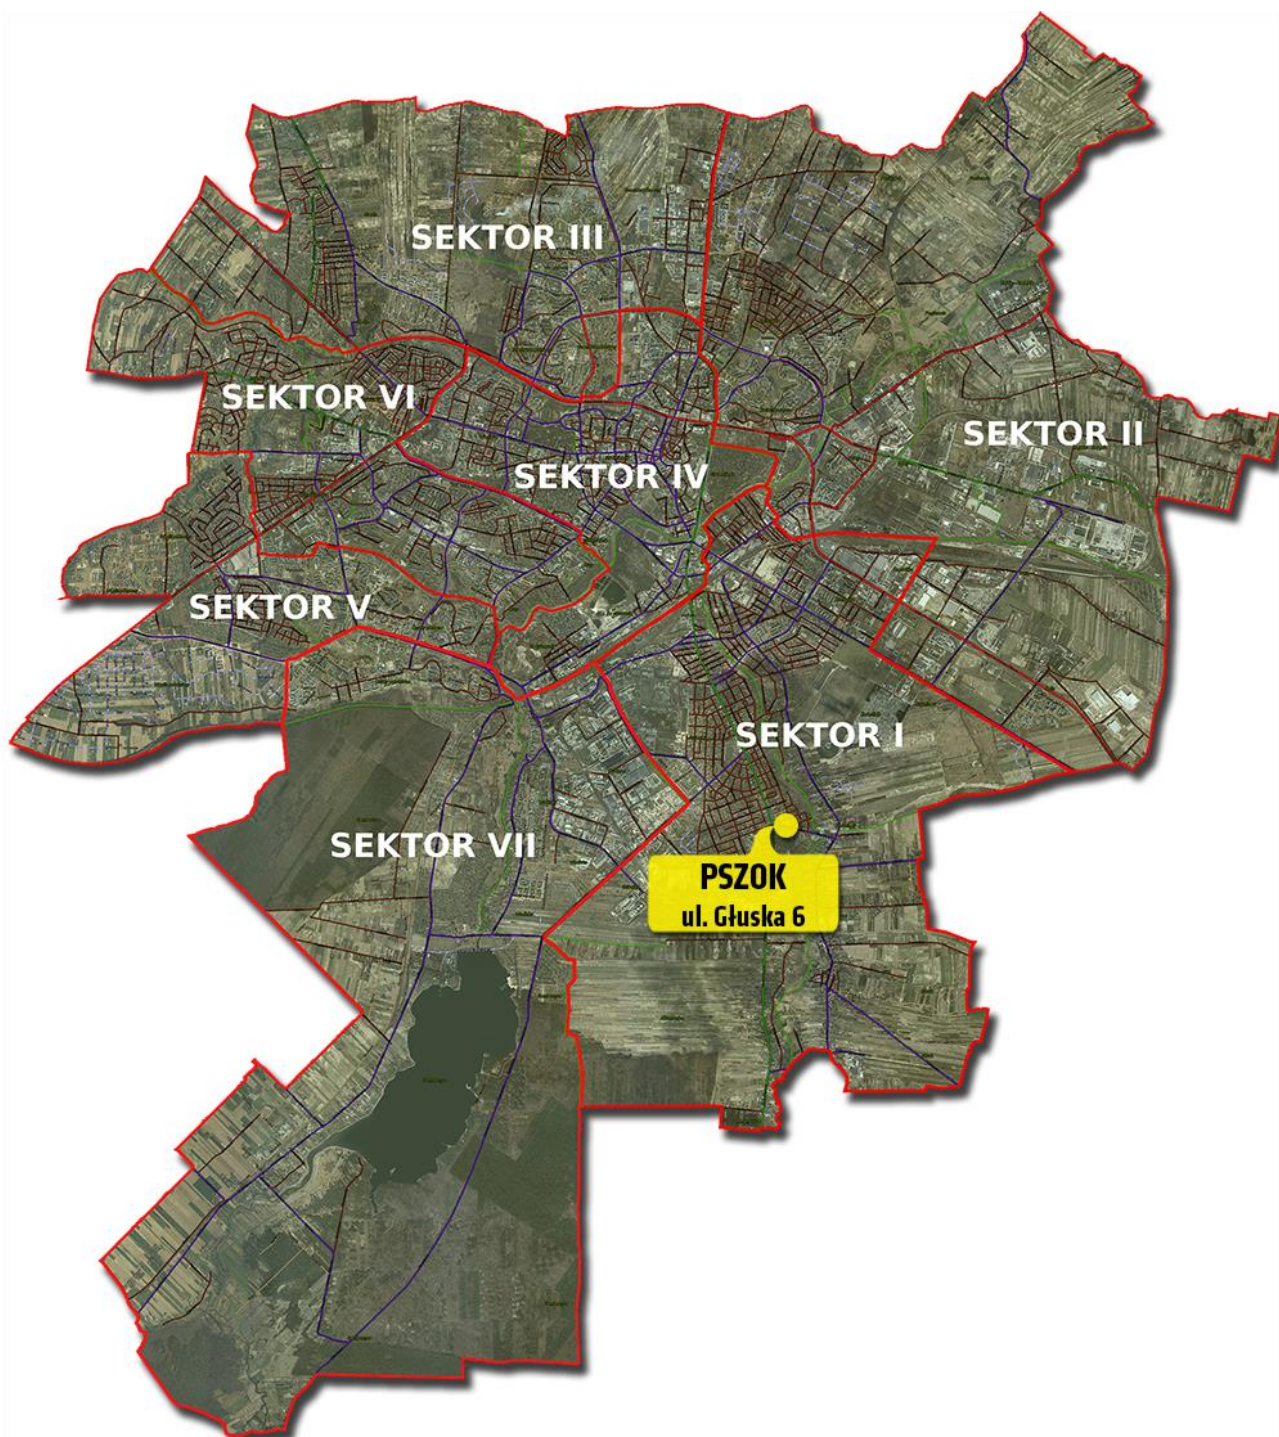 SEKTOR III
SEKTOR VI
SEKTOR II
SEKTOR IV
SEKTOR V
SEKTOR I
SEKTOR VII
PSZOK
ul. Głuska 6